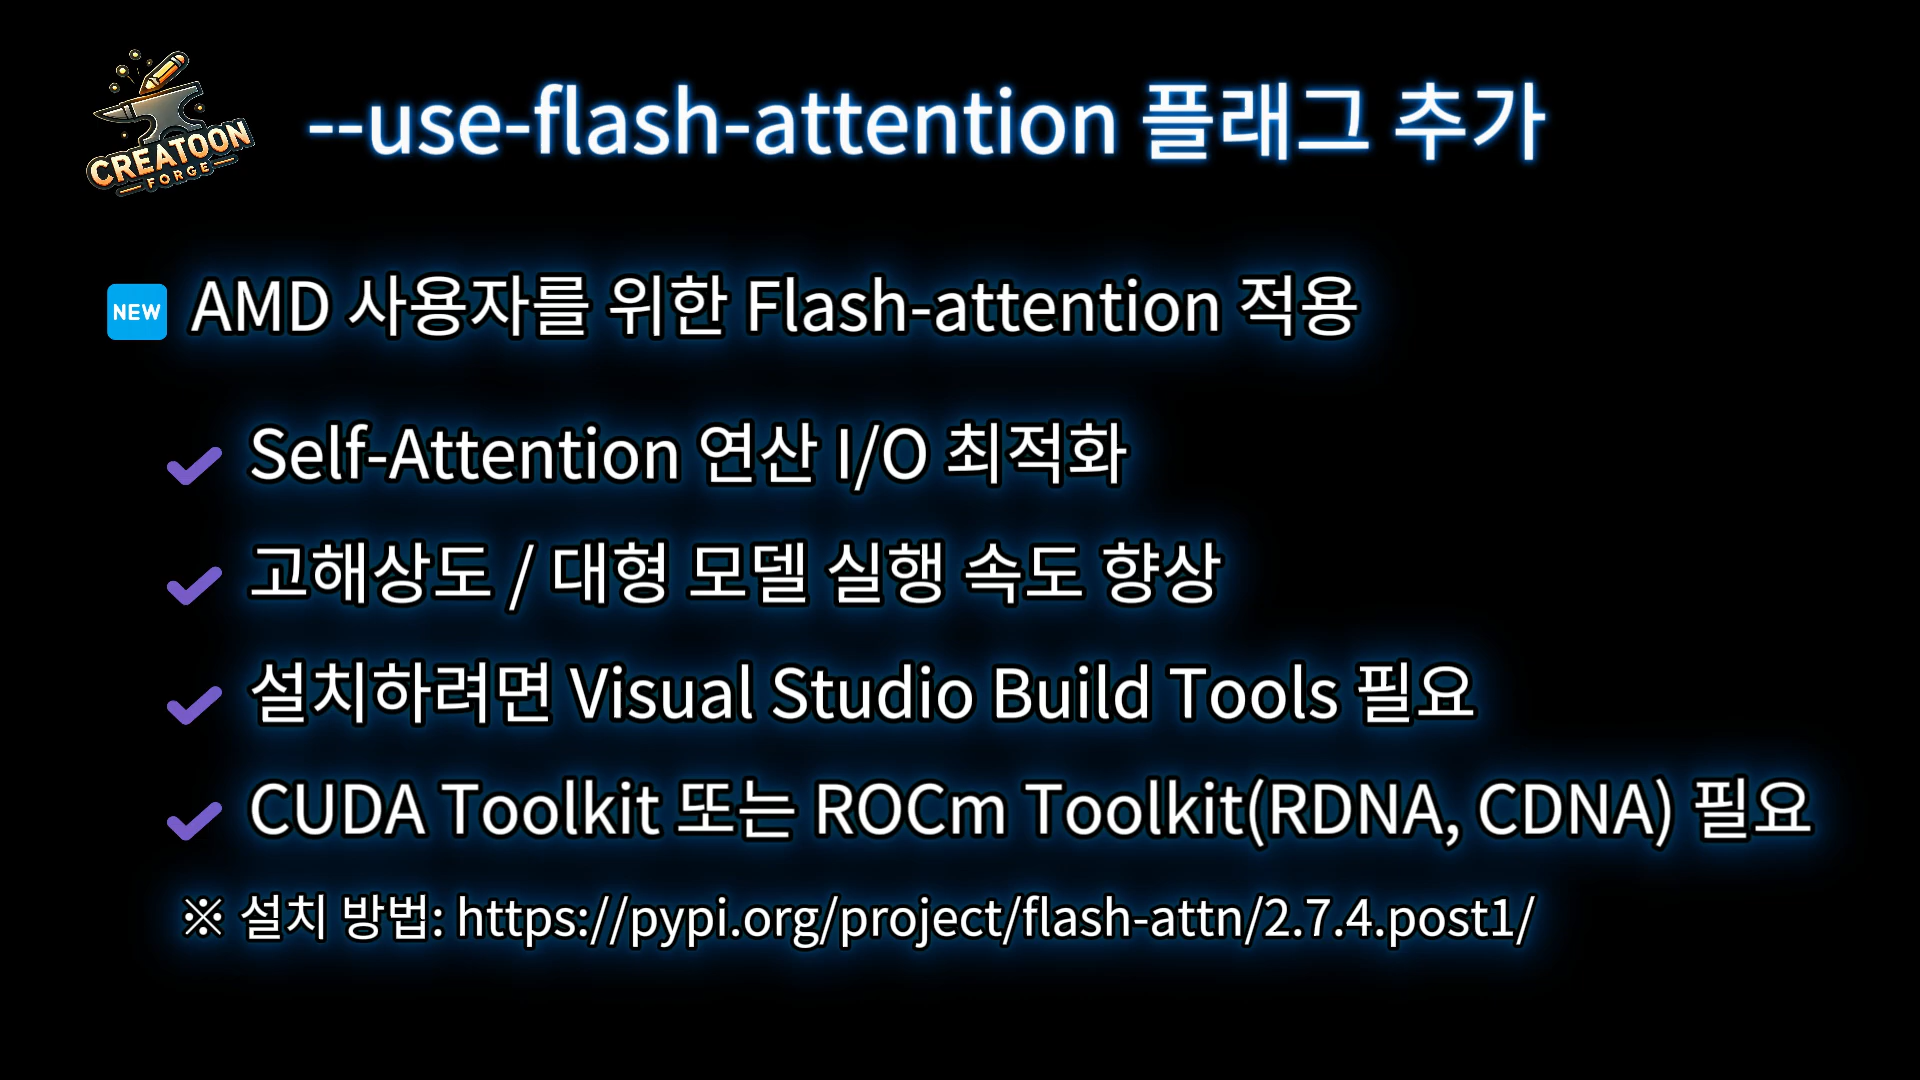 CREATOON
FORGE
--use-flash-attention 플래그 추가
NEW AMD 사용자를 위한 Flash-attention 적용
Self-Attention 연산 I/O 최적화
고해상도 / 대형 모델 실행 속도 향상
설치하려면 Visual Studio Build Tools 필요
CUDA Toolkit 또는 ROCm Toolkit(RDNA, CDNA) 필요
※ 설치 방법: https://pypi.org/project/flash-attn/2.7.4.post1/